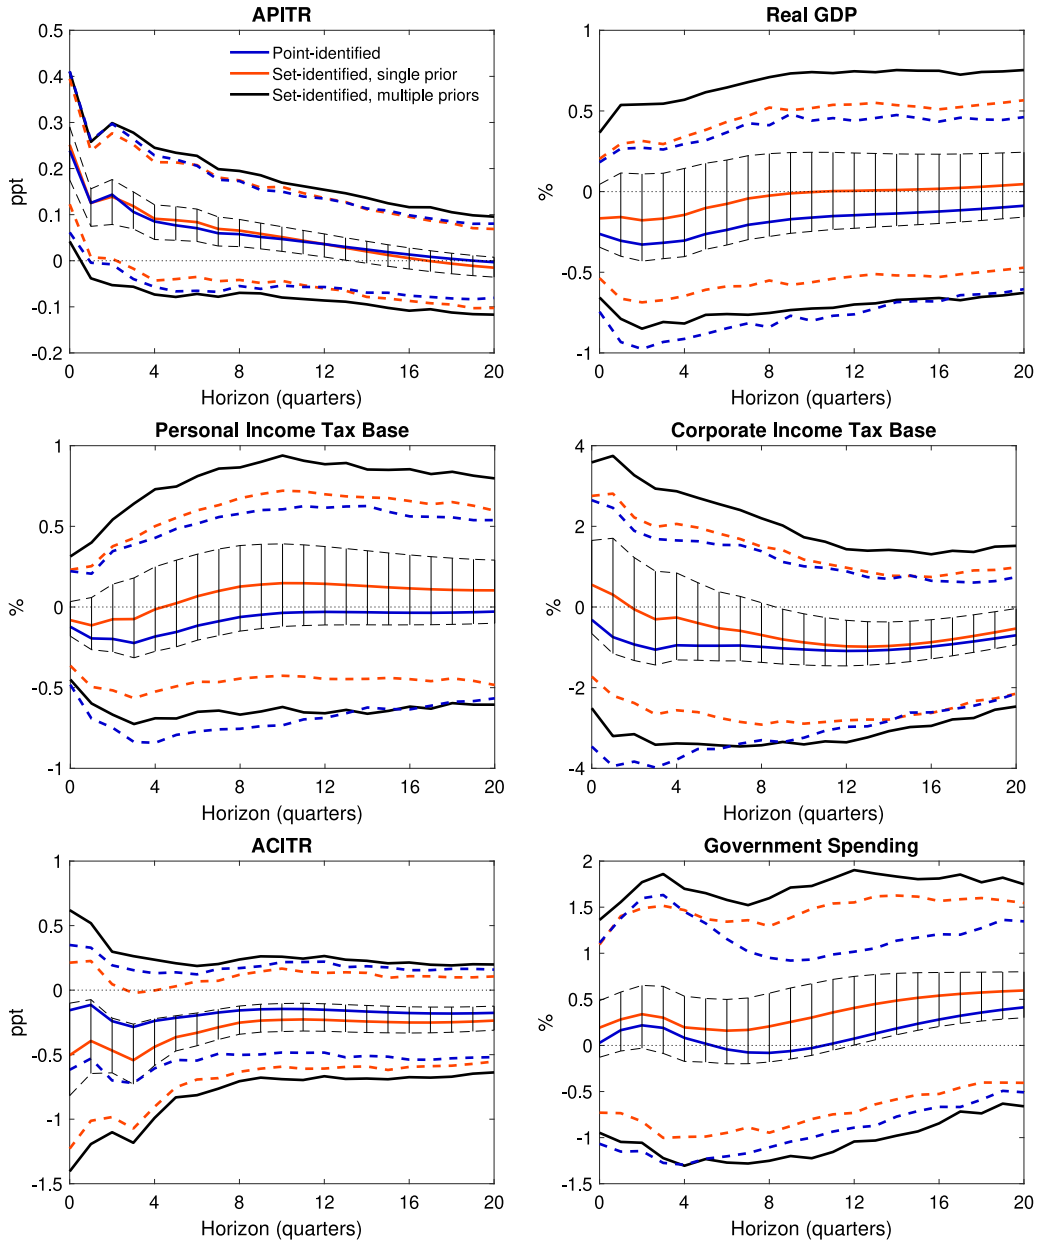 APITR
0.5
0.4
0.3
0.2
0.1
0
-0.1
-0.2
ppt
Point-identified
Set-identified, single prior
Set-identified, multiple priors
0 4 8 12 16 20
Horizon (quarters)
Real GDP
1
0.5
0
-0.5
-1
%
0 4 8 12 16 20
Horizon (quarters)
Personal Income Tax Base
1
0.5
0
-0.5
-1
%
0 4 8 12 16 20
Horizon (quarters)
Corporate Income Tax Base
4
2
0
-2
-4
%
0 4 8 12 16 20
Horizon (quarters)
ACITR
1
0.5
0
-0.5
-1
-1.5
ppt
0 4 8 12 16 20
Horizon (quarters)
Government Spending
2
1.5
1
0.5
0
-0.5
-1
-1.5
%
0 4 8 12 16 20
Horizon (quarters)